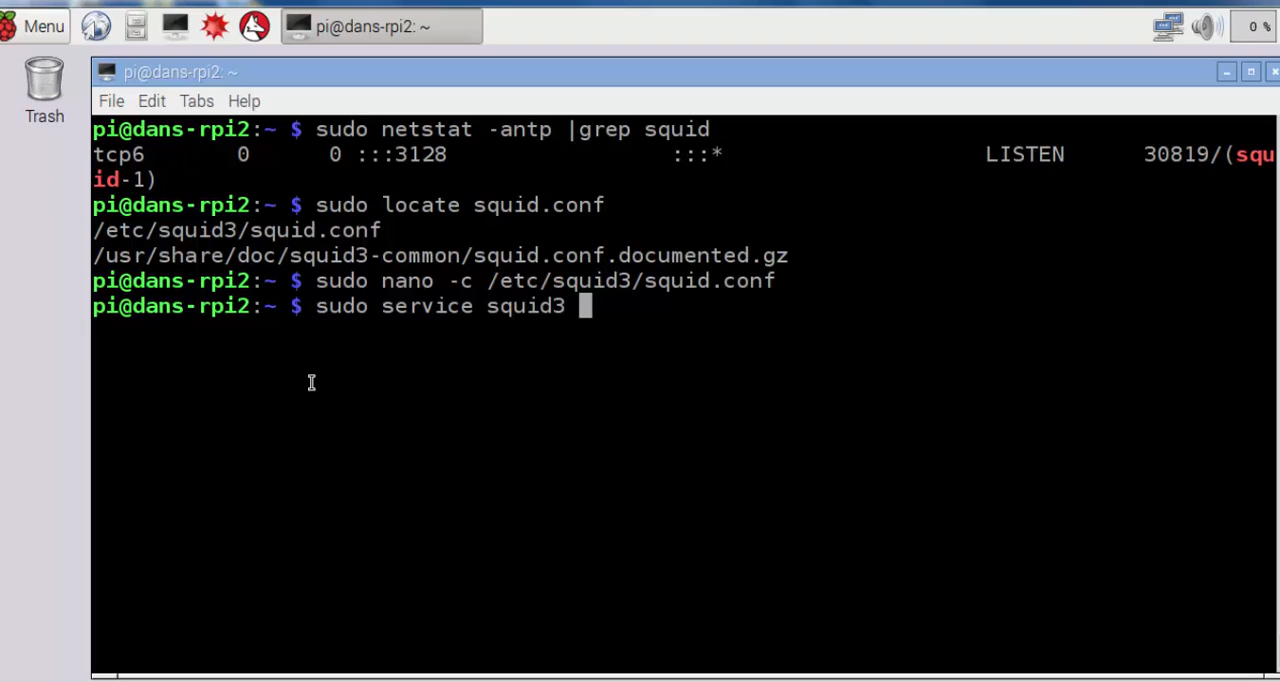 Menu
pi@dans-rpi2: ~
0 %
Trash
pi@dans-rpi2: ~
File Edit Tabs Help
pi@dans-rpi2:~ $ sudo netstat -antp |grep squid
tcp6 0 0 :::3128 :::* LISTEN 30819/(squ
id-1)
pi@dans-rpi2:~ $ sudo locate squid.conf
/etc/squid3/squid.conf
/usr/share/doc/squid3-common/squid.conf.documented.gz
pi@dans-rpi2:~ $ sudo nano -c /etc/squid3/squid.conf
pi@dans-rpi2:~ $ sudo service squid3